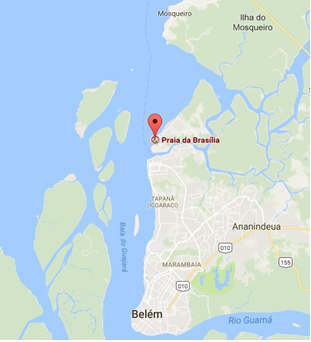 Mosqueiro
Ilha do
Mosqueiro
Praia da Brasília
TAPANÃ
(ICOARACI)
Ananindeua
Baía do Guajará
010
155
MARAMBAIA
010
010
Belém
Rio Guamá